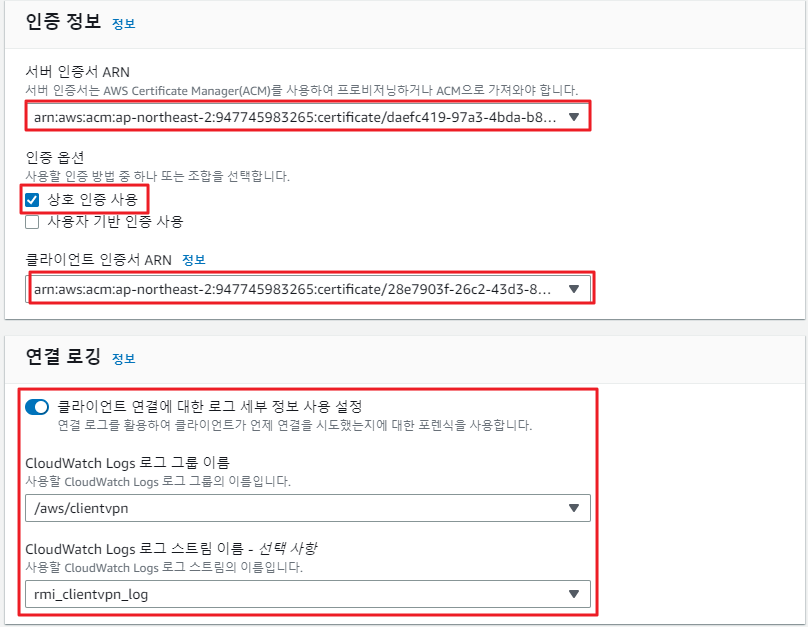 인증 정보 정보
서버 인증서 ARN
서버 인증서는 AWS Certificate Manager(ACM)를 사용하여 프로비저닝하거나 ACM으로 가져와야 합니다.
arn:aws:acm:ap-northeast-2:947745983265:certificate/daefc419-97a3-4bda-b8...
인증 옵션
사용할 인증 방법 중 하나 또는 조합을 선택합니다.
상호 인증 사용
사용자 기반 인증 사용
클라이언트 인증서 ARN 정보
arn:aws:acm:ap-northeast-2:947745983265:certificate/28e7903f-26c2-43d3-8...
연결 로깅 정보
클라이언트 연결에 대한 로그 세부 정보 사용 설정
연결 로그를 활용하여 클라이언트가 언제 연결을 시도했는지에 대한 포렌식을 사용합니다.
CloudWatch Logs 로그 그룹 이름
사용할 CloudWatch Logs 로그 그룹의 이름입니다.
/aws/clientvpn
CloudWatch Logs 로그 스트림 이름 - 선택 사항
사용할 CloudWatch Logs 로그 스트림의 이름입니다.
rmi_clientvpn_log